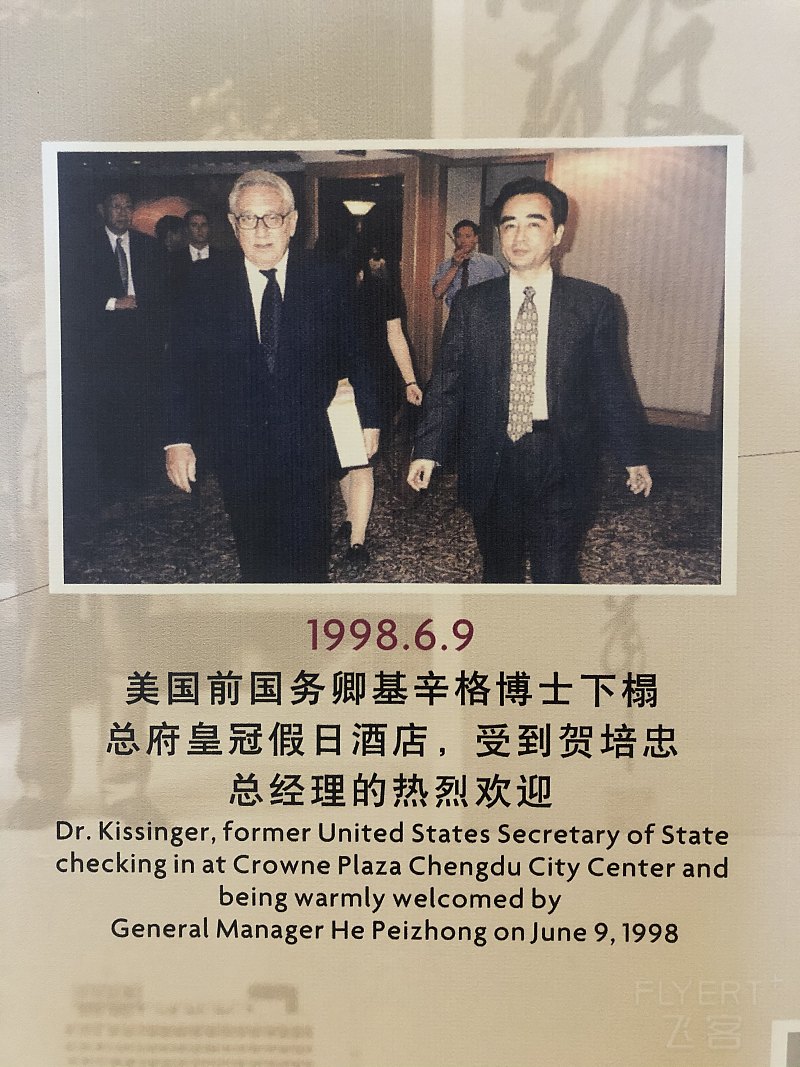 1998.6.9
美国前国务卿基辛格博士下榻
总府皇冠假日酒店，受到贺培忠
总经理的热烈欢迎
Dr. Kissinger, former United States Secretary of State
checking in at Crowne Plaza Chengdu City Center and
being warmly welcomed by
General Manager He Peizhong on June 9, 1998
FLYERT+
飞客